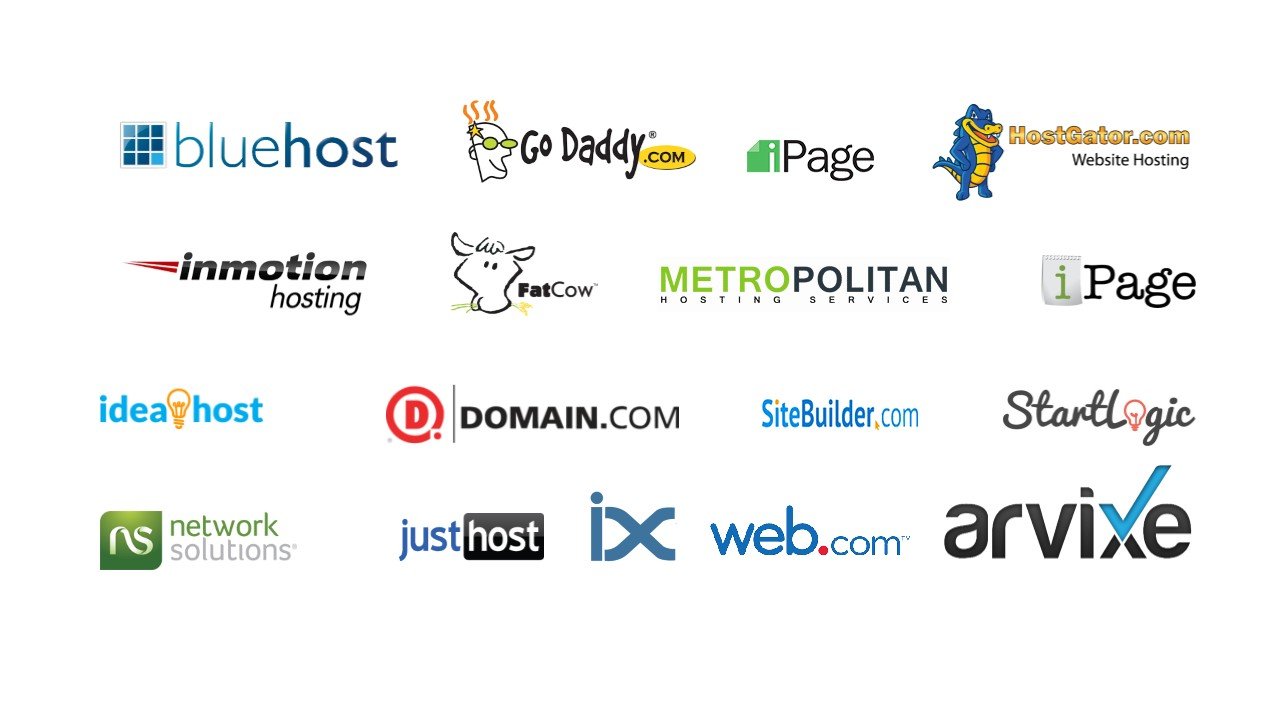 bluehost
Go Daddy® .COM
iPage
HostGator.com
Website Hosting
inmotion
hosting
FatCow™
METROPOLITAN
HOSTING SERVICES
iPage
ideahost
D DOMAIN.COM
SiteBuilder.com
StartLogic
ns network
solutions®
justhost
ix
web.com™
arvixe